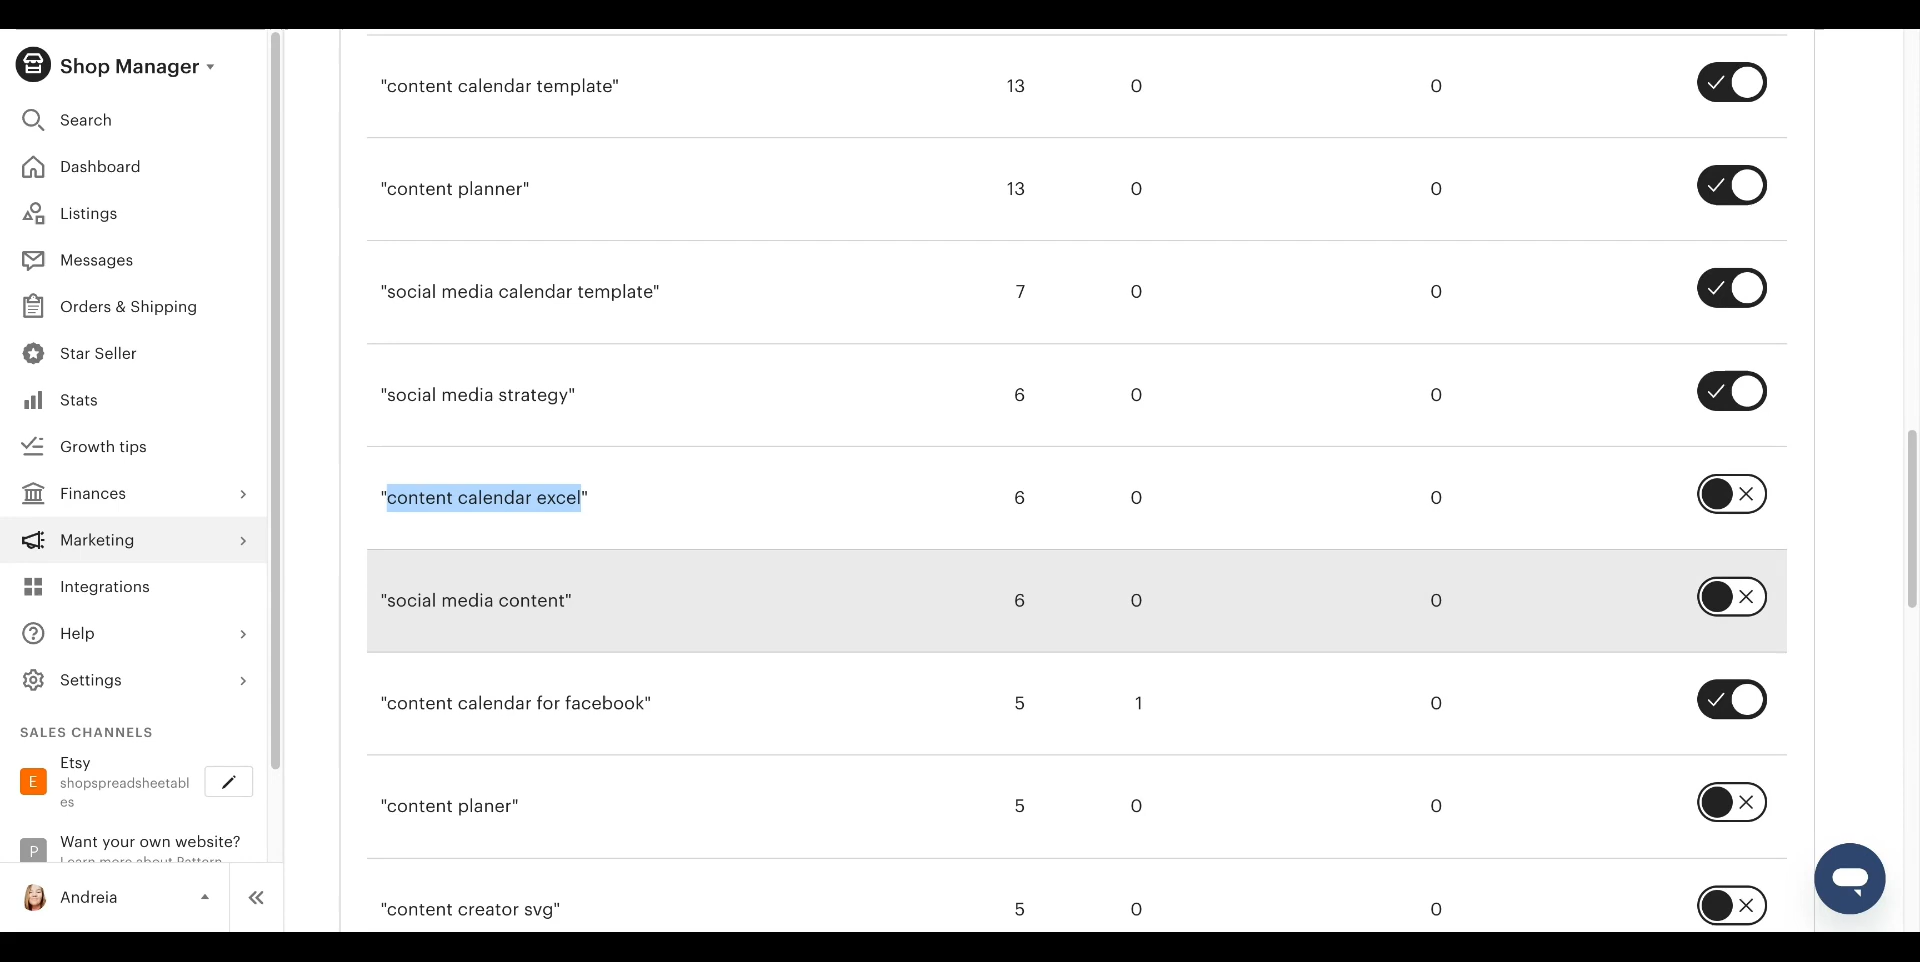 Shop Manager
Search
Dashboard
Listings
Messages
Orders & Shipping
Star Seller
Stats
Growth tips
Finances
Marketing
Integrations
Help
Settings
SALES CHANNELS
E
Etsy
shopspreadsheetabl
es
P
Want your own website?
Learn more about Pattern
Andreia
"content calendar template" 13 0 0
"content planner" 13 0 0
"social media calendar template" 7 0 0
"social media strategy" 6 0 0
"content calendar excel" 6 0 0
"social media content" 6 0 0
"content calendar for facebook" 5 1 0
"content planer" 5 0 0
"content creator svg" 5 0 0